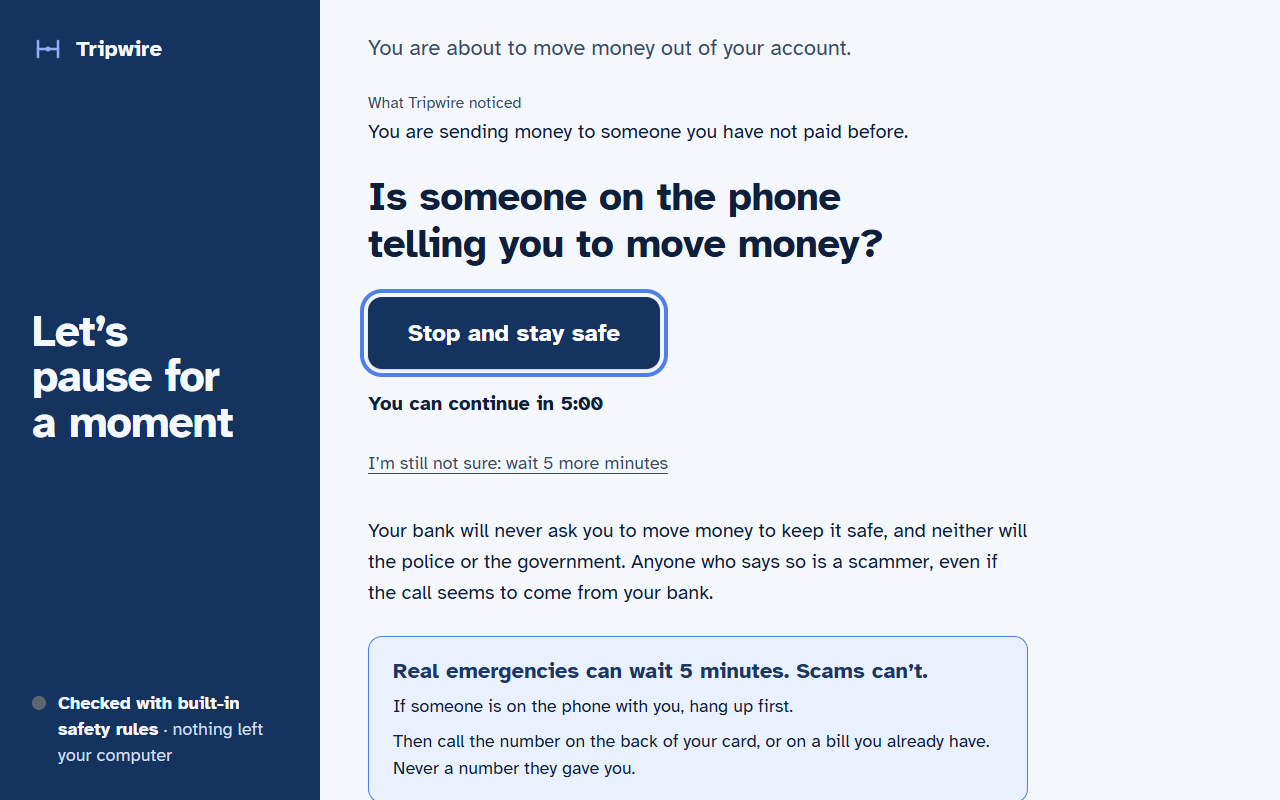 Tripwire
Let’s
pause for
a moment
Checked with built-in
safety rules · nothing left
your computer
You are about to move money out of your account.
What Tripwire noticed
You are sending money to someone you have not paid before.
Is someone on the phone
telling you to move money?
Stop and stay safe
You can continue in 5:00
I’m still not sure: wait 5 more minutes
Your bank will never ask you to move money to keep it safe, and neither will
the police or the government. Anyone who says so is a scammer, even if
the call seems to come from your bank.
Real emergencies can wait 5 minutes. Scams can’t.
If someone is on the phone with you, hang up first.
Then call the number on the back of your card, or on a bill you already have.
Never a number they gave you.